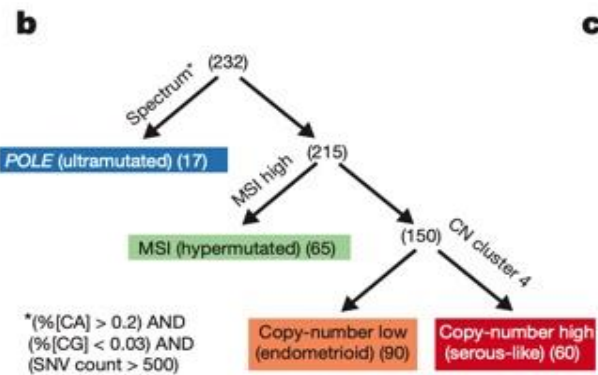 b
c
(232)
Spectrum*
POLE (ultramutated) (17)
(215)
MSI high
MSI (hypermutated) (65)
(150)
CN cluster 4
*(%[CA] > 0.2) AND
(%[CG] < 0.03) AND
(SNV count > 500)
Copy-number low
(endometrioid) (90)
Copy-number high
(serous-like) (60)